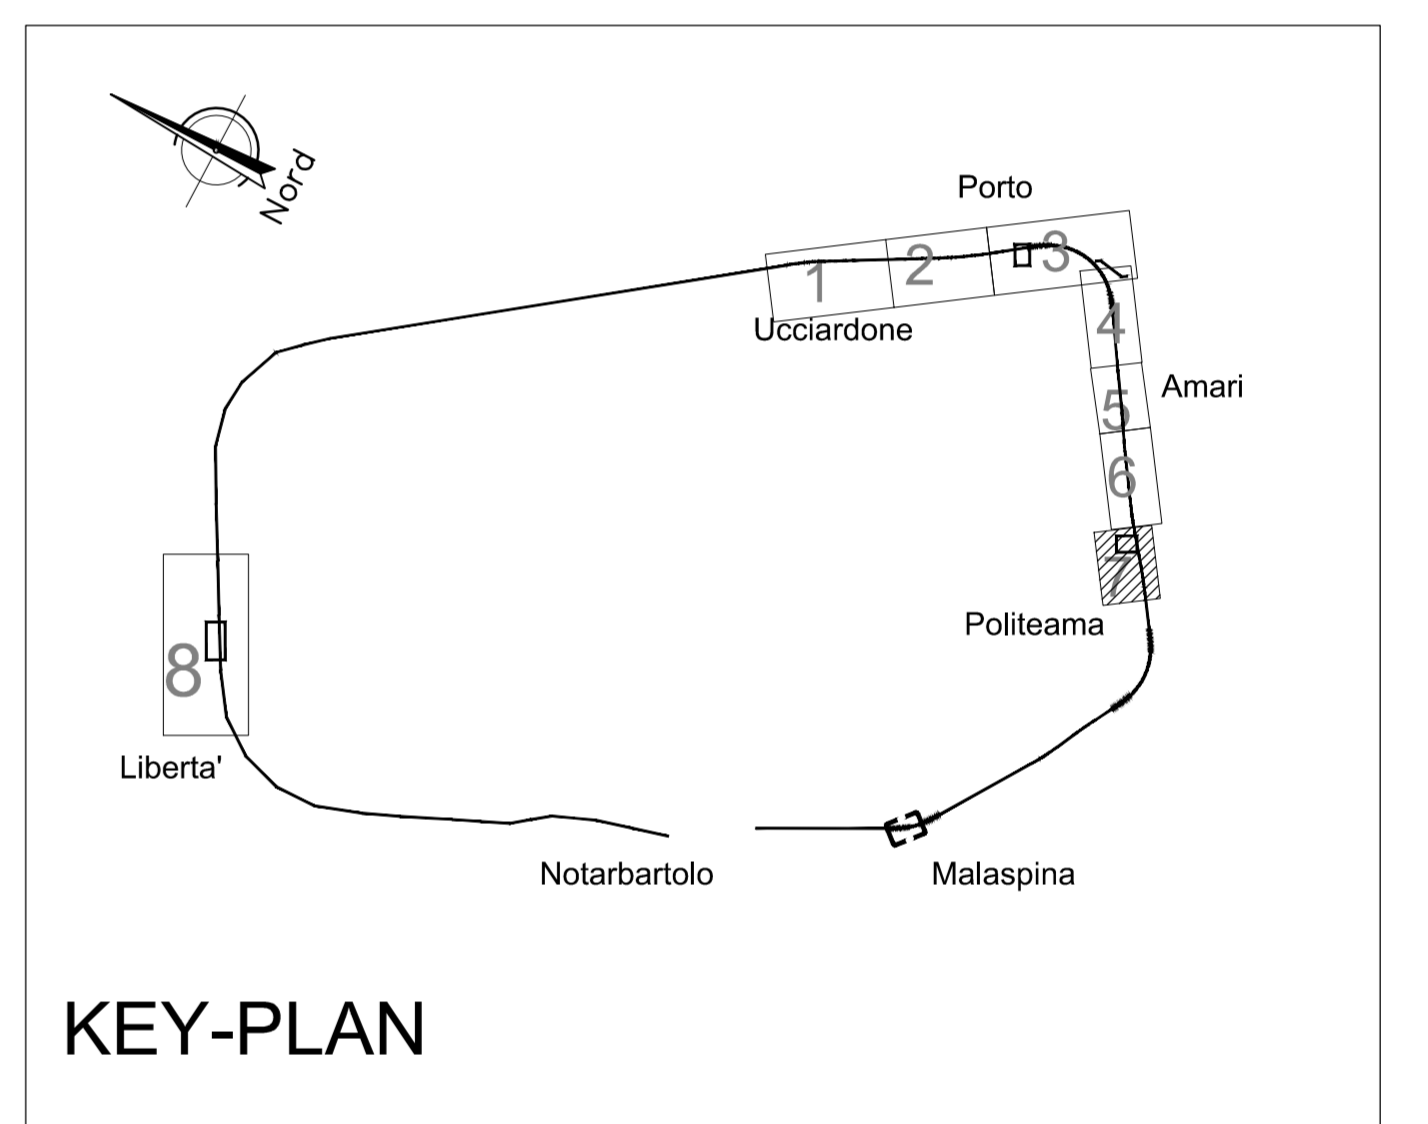 Nord
Porto
1
2
3
Ucciardone
4
Amari
5
6
7
Politeama
8
Liberta'
Notarbartolo
Malaspina
KEY-PLAN